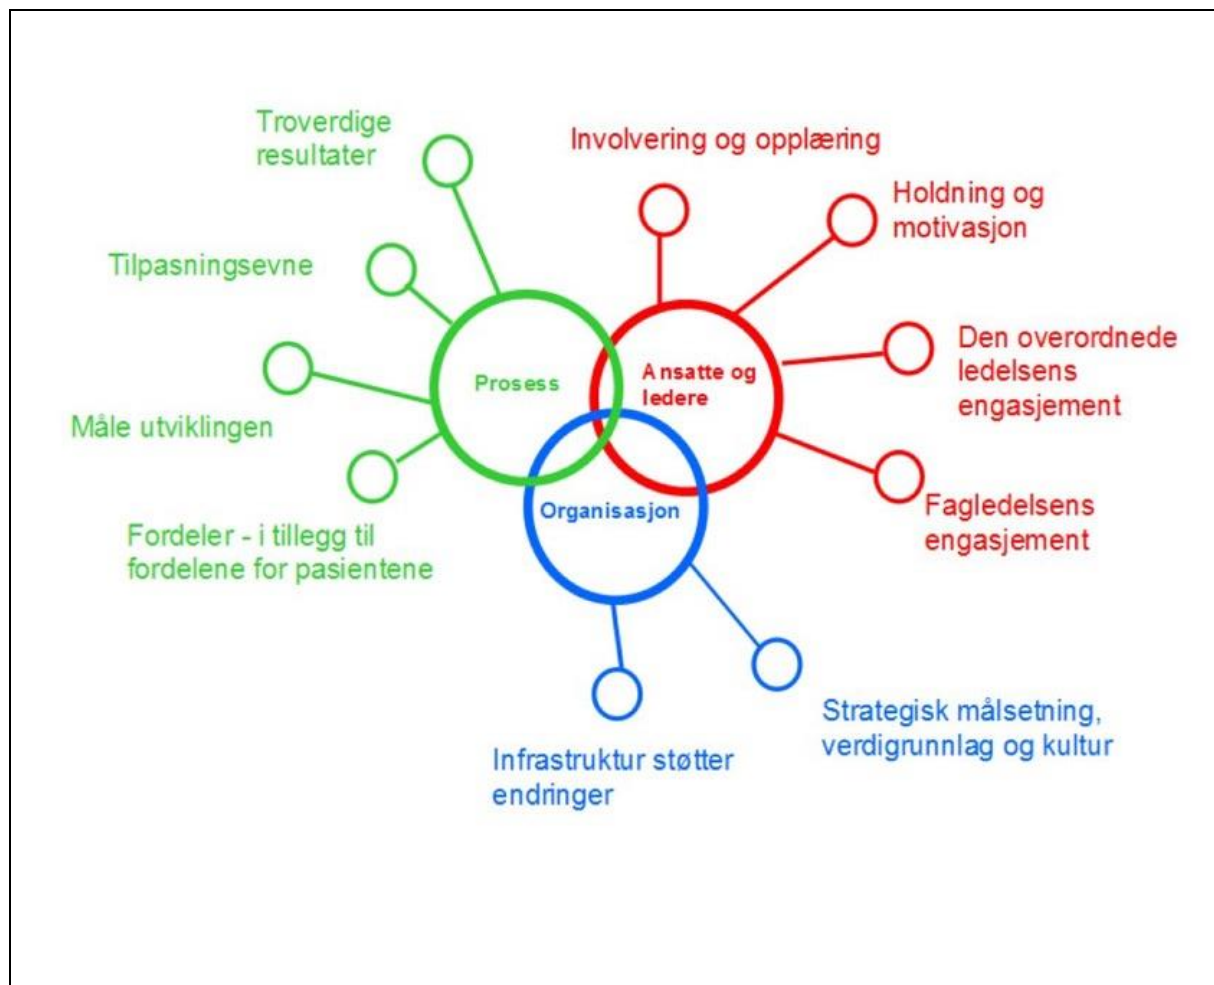 Troverdige
resultater
Tilpasningsevne
Måle utviklingen
Fordeler - i tillegg til
fordelene for pasientene
Prosess
Involvering og opplæring
Holdning og
motivasjon
Den overordnede
ledelsens
engasjement
Fagledelsens
engasjement
Ansatte og
ledere
Organisasjon
Infrastruktur støtter
endringer
Strategisk målsetning,
verdigrunnlag og kultur